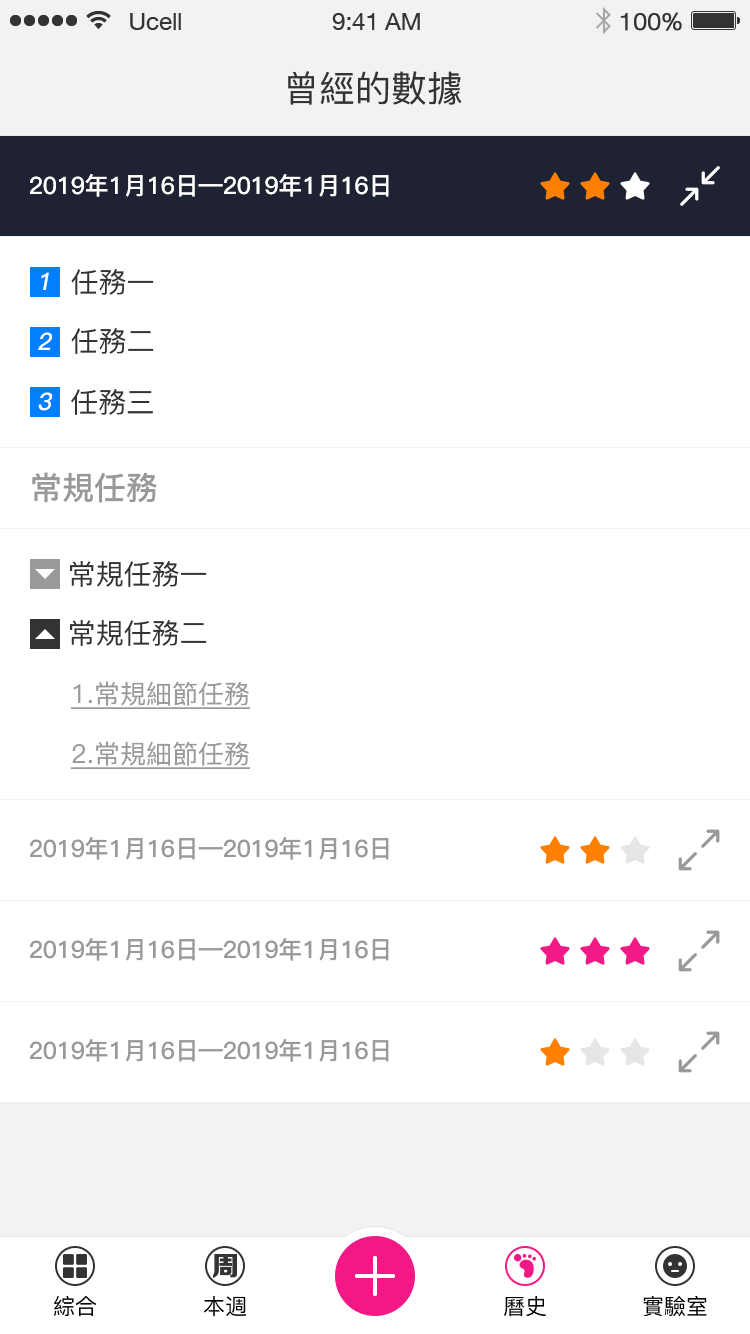 Ucell 9:41 AM 100%
曾經的數據
2019年1月16日—2019年1月16日
1 任務一
2 任務二
3 任務三
常規任務
常規任務一
常規任務二
1.常規細節任務
2.常規細節任務
2019年1月16日—2019年1月16日
2019年1月16日—2019年1月16日
2019年1月16日—2019年1月16日
周
綜合 本週 曆史 實驗室